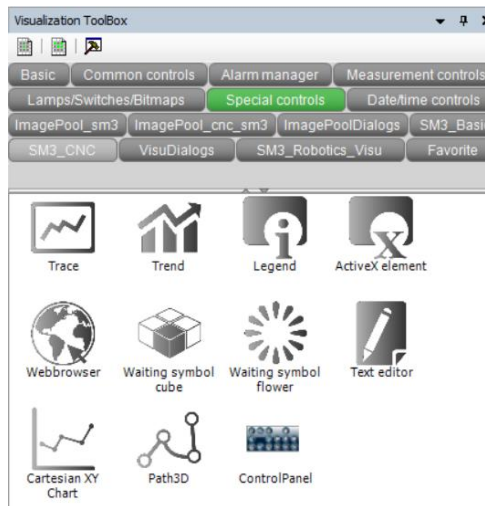 Visualization ToolBox
Basic Common controls Alarm manager Measurement controls
Lamps/Switches/Bitmaps Special controls Date/time controls
ImagePool_sm3 ImagePool_cnc_sm3 ImagePoolDialogs SM3_Basi
SM3_CNC VisuDialogs SM3_Robotics_Visu Favorite
Trace Trend Legend ActiveX element
Webbrowser Waiting symbol cube Waiting symbol flower Text editor
Cartesian XY Chart Path3D ControlPanel